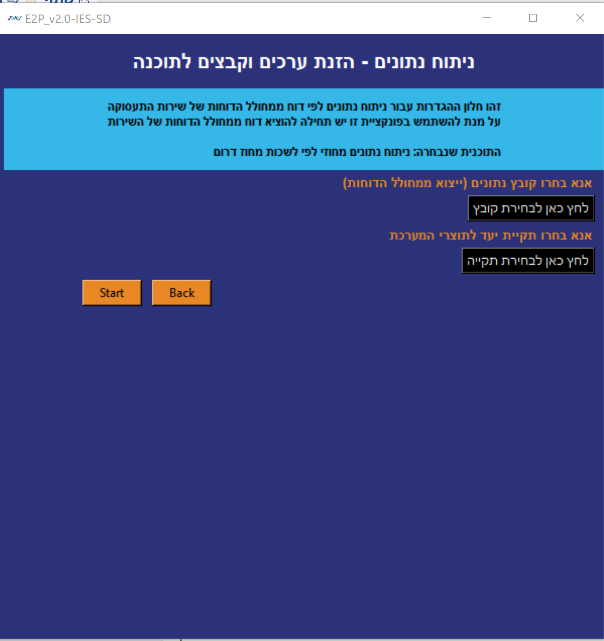 E2P_v2.0-IES-SD
ניתוח נתונים - הזנת ערכים וקבצים לתוכנה
זהו חלון ההגדרות עבור ניתוח נתונים לפי דוח ממחולל הדוחות של שירות התעסוקה
על מנת להשתמש בפונקציית זו יש תחילה להוציא דוח ממחולל הדוחות של השירות
התוכנית שנבחרה: ניתוח נתונים מחוזי לפי לשכות מחוז דרום
אנא בחרו קובץ נתונים (ייצוא ממחולל הדוחות)
לחץ כאן לבחירת קובץ
אנא בחרו תקיית יעד לתוצרי המערכת
לחץ כאן לבחירת תקייה
Start Back